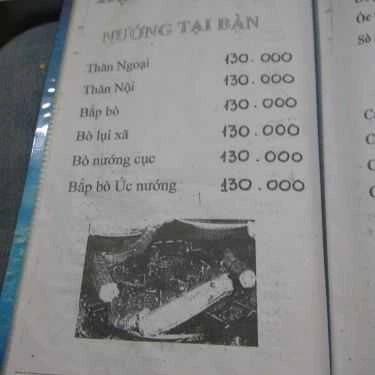 NƯỚNG TẠI BÀN
Thăn Ngoại 130.000
Thăn Nội 130.000
Bắp bò 130.000
Bò lụi xã 130.000
Bò nướng cục 130.000
Bắp bò Úc nướng 130.000